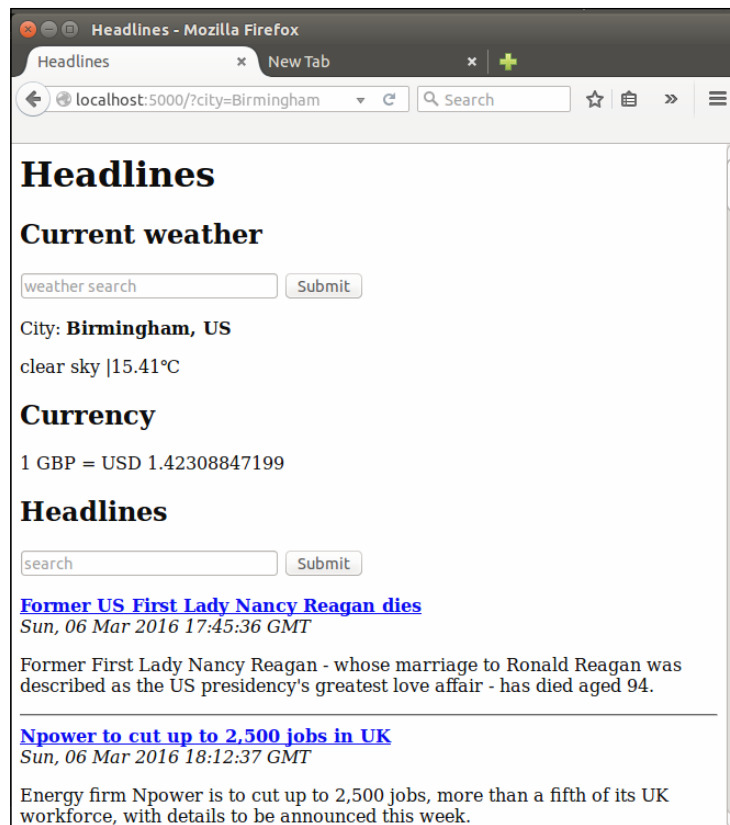 Headlines - Mozilla Firefox
Headlines × New Tab ×
localhost:5000/?city=Birmingham Search
Headlines
Current weather
weather search Submit
City: Birmingham, US
clear sky |15.41℃
Currency
1 GBP = USD 1.42308847199
Headlines
search Submit
Former US First Lady Nancy Reagan dies
Sun, 06 Mar 2016 17:45:36 GMT
Former First Lady Nancy Reagan - whose marriage to Ronald Reagan was
described as the US presidency's greatest love affair - has died aged 94.
Npower to cut up to 2,500 jobs in UK
Sun, 06 Mar 2016 18:12:37 GMT
Energy firm Npower is to cut up to 2,500 jobs, more than a fifth of its UK
workforce, with details to be announced this week.